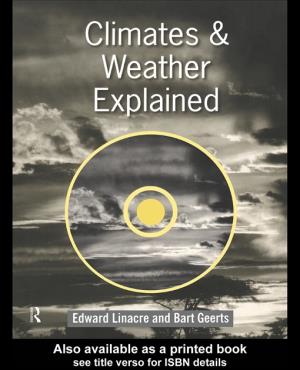 Climates &
Weather
Explained
Edward Linacre and Bart Geerts
Also available as a printed book
see title verso for ISBN details